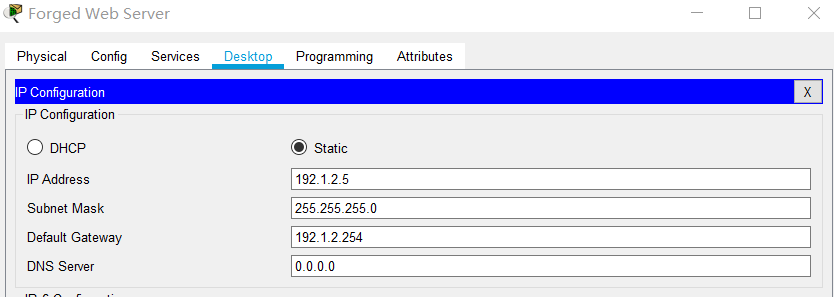 Forged Web Server
Physical Config Services Desktop Programming Attributes
IP Configuration X
IP Configuration
DHCP Static
IP Address 192.1.2.5
Subnet Mask 255.255.255.0
Default Gateway 192.1.2.254
DNS Server 0.0.0.0